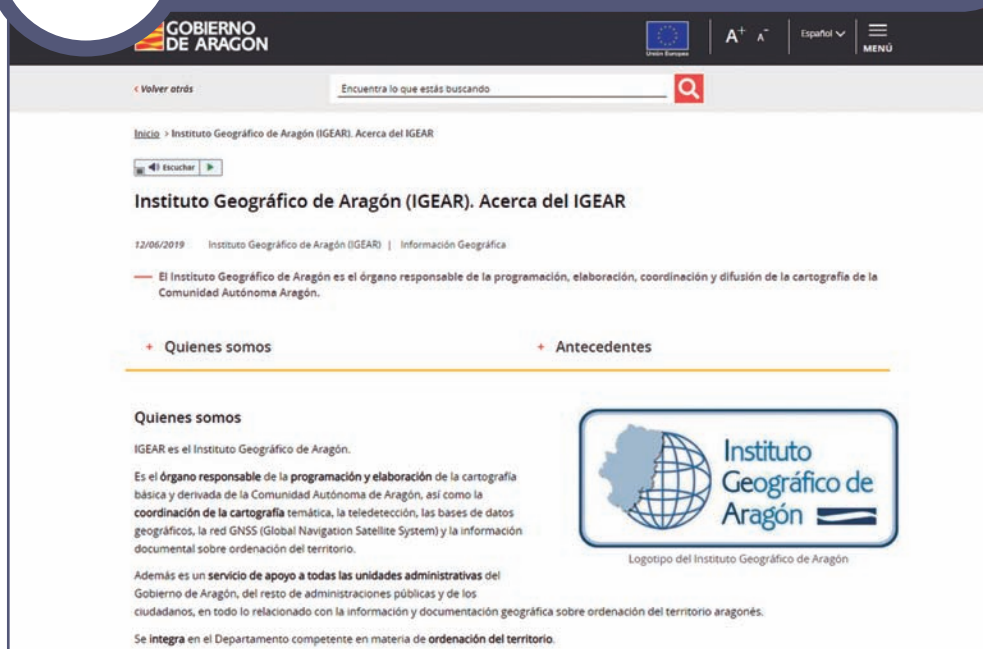 GOBIERNO
DE ARAGON
Unión Europea
A+ A-
Español
MENÚ
‹ Volver atrás
Encuentra lo que estás buscando
Inicio > Instituto Geográfico de Aragón (IGEAR). Acerca del IGEAR
Escuchar
Instituto Geográfico de Aragón (IGEAR). Acerca del IGEAR
12/06/2019 Instituto Geográfico de Aragón (IGEAR) | Información Geográfica
El Instituto Geográfico de Aragón es el órgano responsable de la programación, elaboración, coordinación y difusión de la cartografía de la
Comunidad Autónoma Aragón.
+ Quienes somos
+ Antecedentes
Quienes somos
IGEAR es el Instituto Geográfico de Aragón.
Es el órgano responsable de la programación y elaboración de la cartografía
básica y derivada de la Comunidad Autónoma de Aragón, así como la
coordinación de la cartografía temática, la teledetección, las bases de datos
geográficos, la red GNSS (Global Navigation Satellite System) y la información
documental sobre ordenación del territorio.
Instituto
Geográfico de
Aragón
Logotipo del Instituto Geográfico de Aragón
Además es un servicio de apoyo a todas las unidades administrativas del
Gobierno de Aragón, del resto de administraciones públicas y de los
ciudadanos, en todo lo relacionado con la información y documentación geográfica sobre ordenación del territorio aragonés.
Se integra en el Departamento competente en materia de ordenación del territorio.